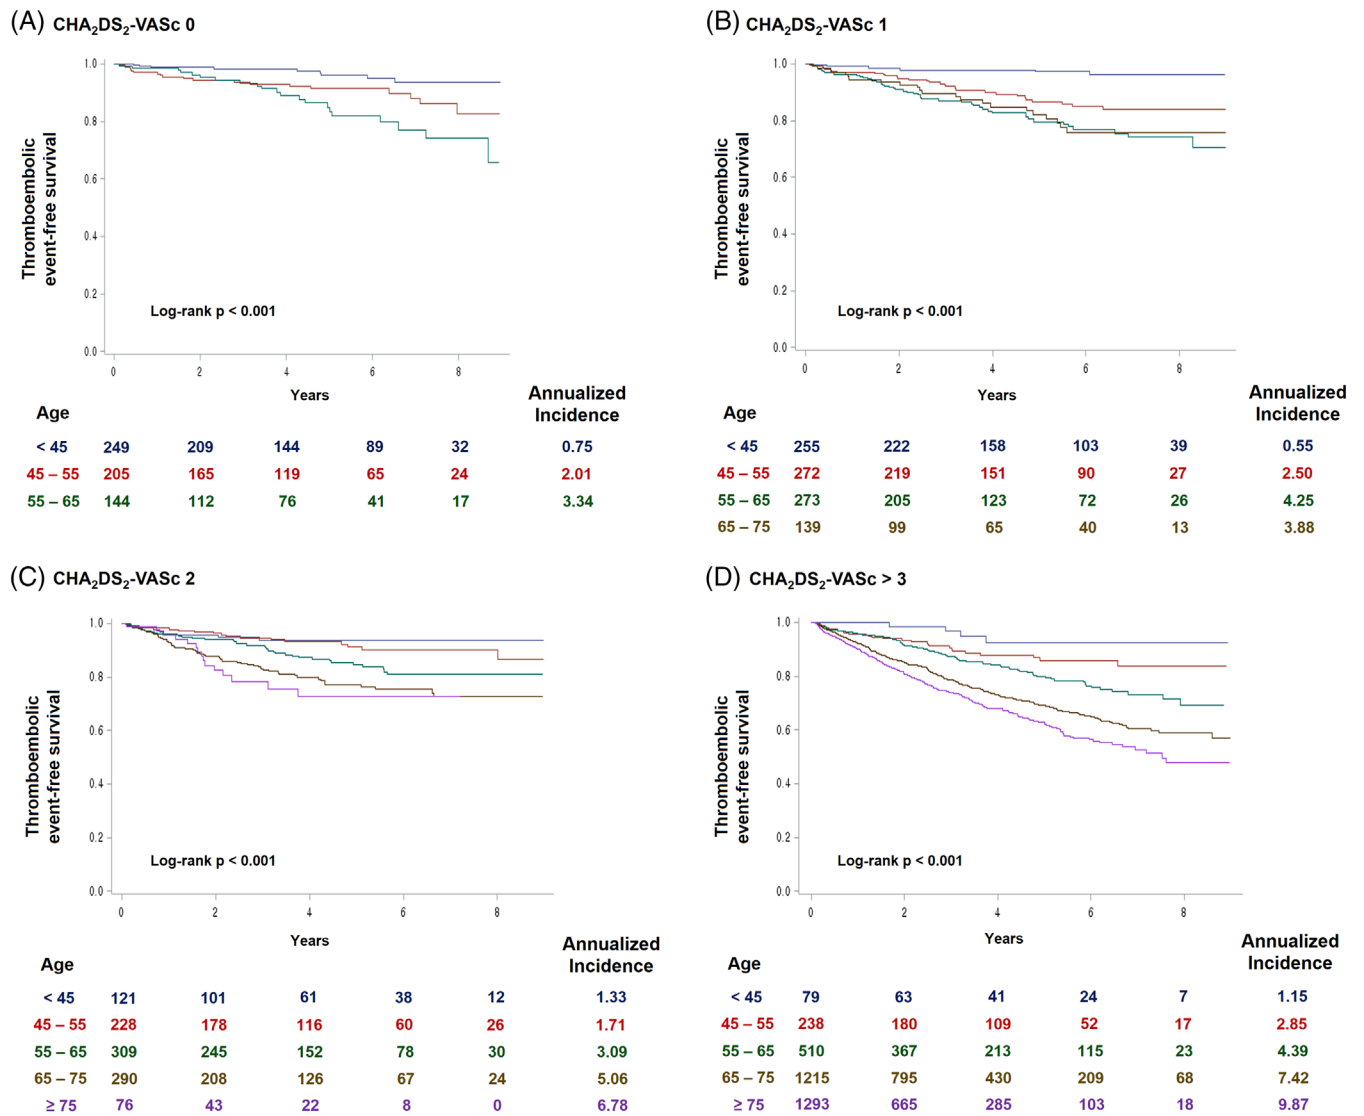 (A) CHA₂DS₂-VASc 0
Thromboembolic
event-free survival
1.0
0.8
0.6
0.4
0.2
0.0
Log-rank p < 0.001
0 2 4 6 8
Years
Age
Annualized
Incidence
< 45 249 209 144 89 32 0.75
45 – 55 205 165 119 65 24 2.01
55 – 65 144 112 76 41 17 3.34
(B) CHA₂DS₂-VASc 1
Thromboembolic
event-free survival
1.0
0.8
0.6
0.4
0.2
0.0
Log-rank p < 0.001
0 2 4 6 8
Years
Age
Annualized
Incidence
< 45 255 222 158 103 39 0.55
45 – 55 272 219 151 90 27 2.50
55 – 65 273 205 123 72 26 4.25
65 – 75 139 99 65 40 13 3.88
(C) CHA₂DS₂-VASc 2
Thromboembolic
event-free survival
1.0
0.8
0.6
0.4
0.2
0.0
Log-rank p < 0.001
0 2 4 6 8
Years
Age
Annualized
Incidence
< 45 121 101 61 38 12 1.33
45 – 55 228 178 116 60 26 1.71
55 – 65 309 245 152 78 30 3.09
65 – 75 290 208 126 67 24 5.06
≥ 75 76 43 22 8 0 6.78
(D) CHA₂DS₂-VASc > 3
Thromboembolic
event-free survival
1.0
0.8
0.6
0.4
0.2
0.0
Log-rank p < 0.001
0 2 4 6 8
Years
Age
Annualized
Incidence
< 45 79 63 41 24 7 1.15
45 – 55 238 180 109 52 17 2.85
55 – 65 510 367 213 115 23 4.39
65 – 75 1215 795 430 209 68 7.42
≥ 75 1293 665 285 103 18 9.87